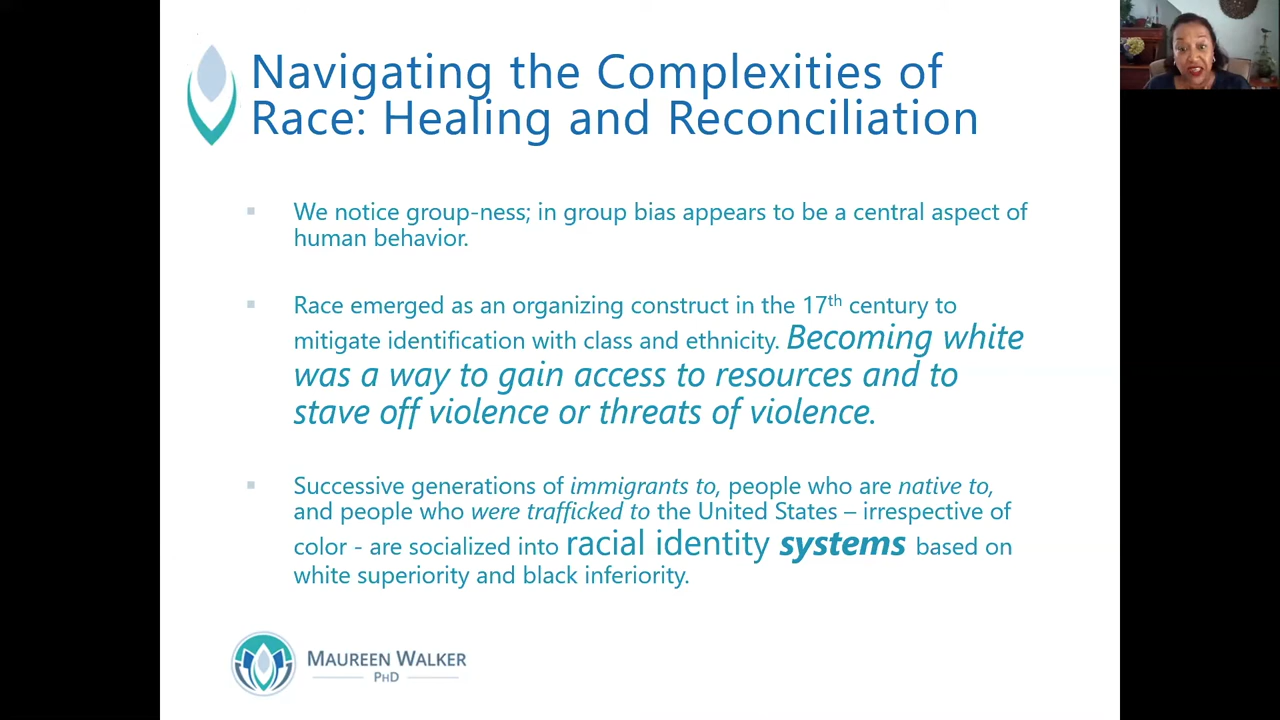 Navigating the Complexities of
Race: Healing and Reconciliation
▪ We notice group-ness; in group bias appears to be a central aspect of
human behavior.
▪ Race emerged as an organizing construct in the 17th century to
mitigate identification with class and ethnicity. Becoming white
was a way to gain access to resources and to
stave off violence or threats of violence.
▪ Successive generations of immigrants to, people who are native to,
and people who were trafficked to the United States – irrespective of
color - are socialized into racial identity systems based on
white superiority and black inferiority.
MAUREEN WALKER
PHD